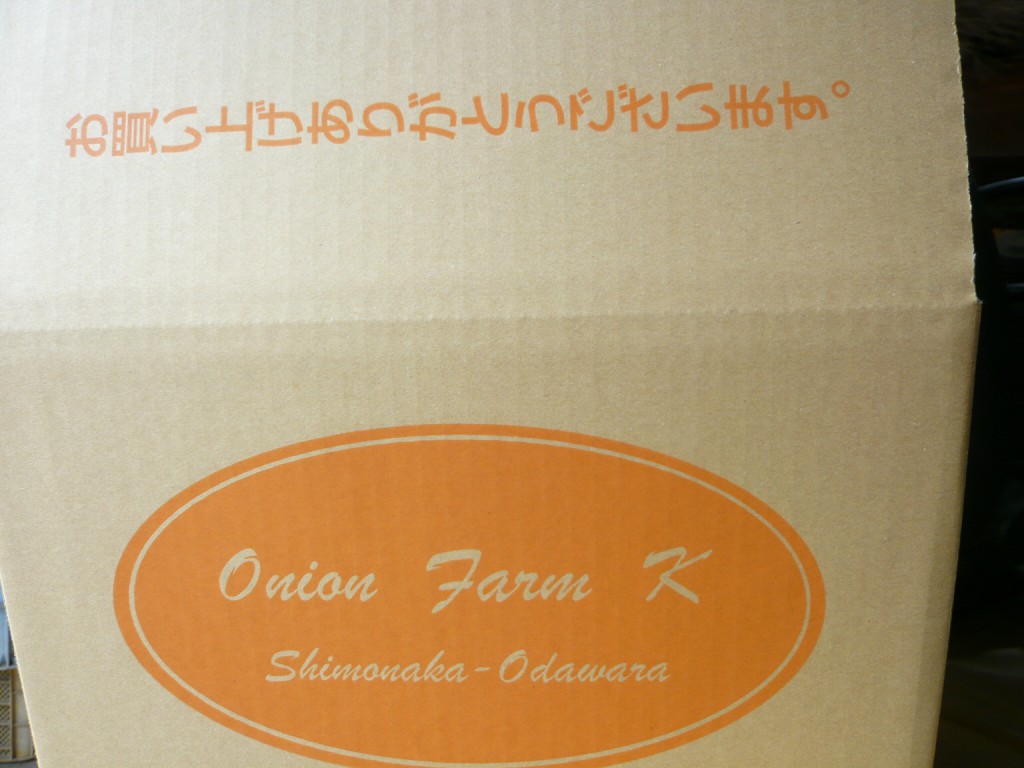 お買い上げありがとうございます。
Onion Farm K
Shimonaka-Odawara